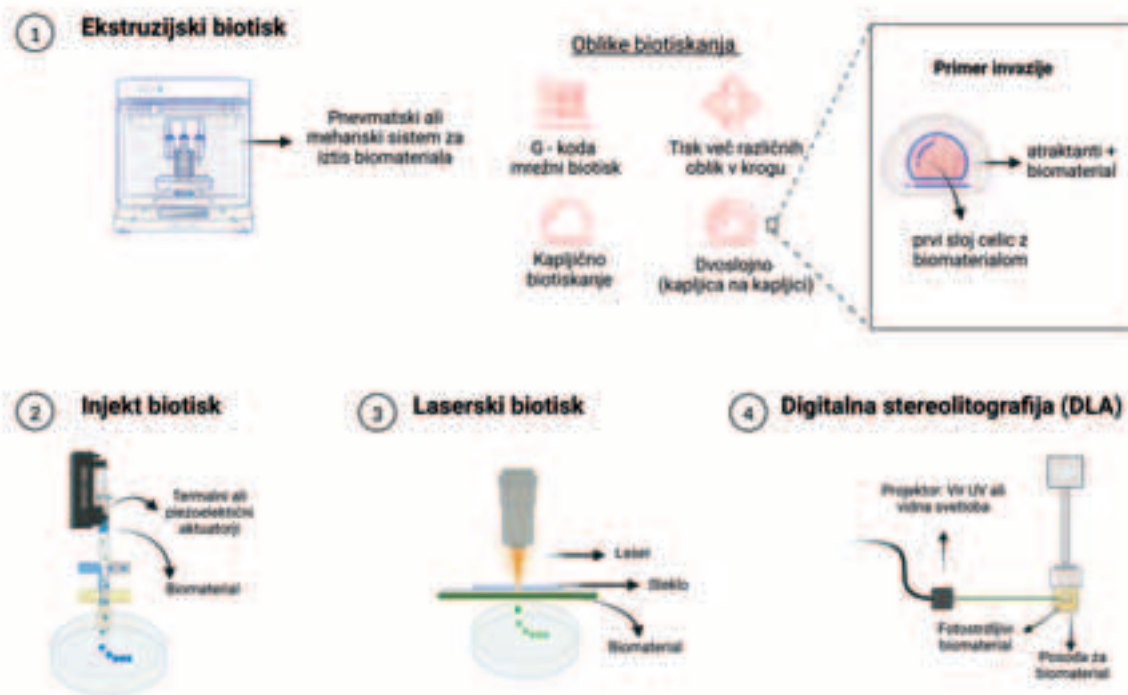 1 Ekstruzijski biotisk
Pnevmatski ali
mehanski sistem za
iztis biomateriala
Oblike biotiskanja
G - koda
mrežni biotisk
Tisk več različnih
oblik v krogu
Kapljično
biotiskanje
Dvoslojno
(kapljica na kapljici)
Primer invazije
atraktanti +
biomaterial
prvi sloj celic z
biomaterialom
2 Injekt biotisk
Termalni ali
piezoelektični
aktuatorji
Biomaterial
3 Laserski biotisk
Laser
Steklo
Biomaterial
4 Digitalna stereolitografija (DLA)
Projektor: Vir UV ali
vidna svetloba
biomaterial
Posoda za
biomaterial